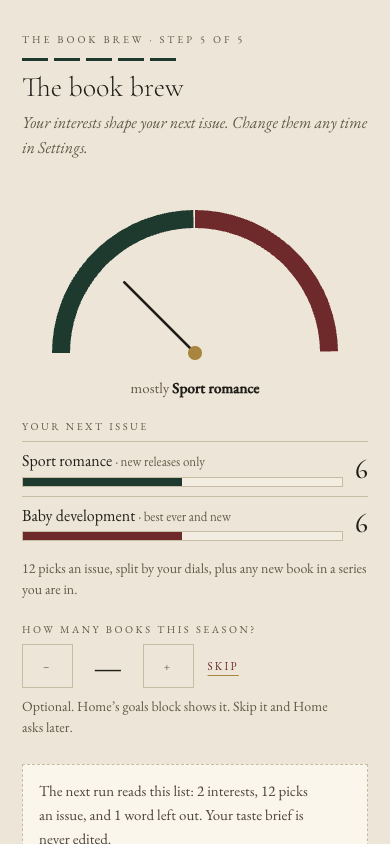 THE BOOK BREW · STEP 5 OF 5
The book brew
Your interests shape your next issue. Change them any time
in Settings.
mostly Sport romance
YOUR NEXT ISSUE
Sport romance · new releases only
6
Baby development · best ever and new
6
12 picks an issue, split by your dials, plus any new book in a series
you are in.
HOW MANY BOOKS THIS SEASON?
– — + SKIP
Optional. Home’s goals block shows it. Skip it and Home
asks later.
The next run reads this list: 2 interests, 12 picks
an issue, and 1 word left out. Your taste brief is
never edited.